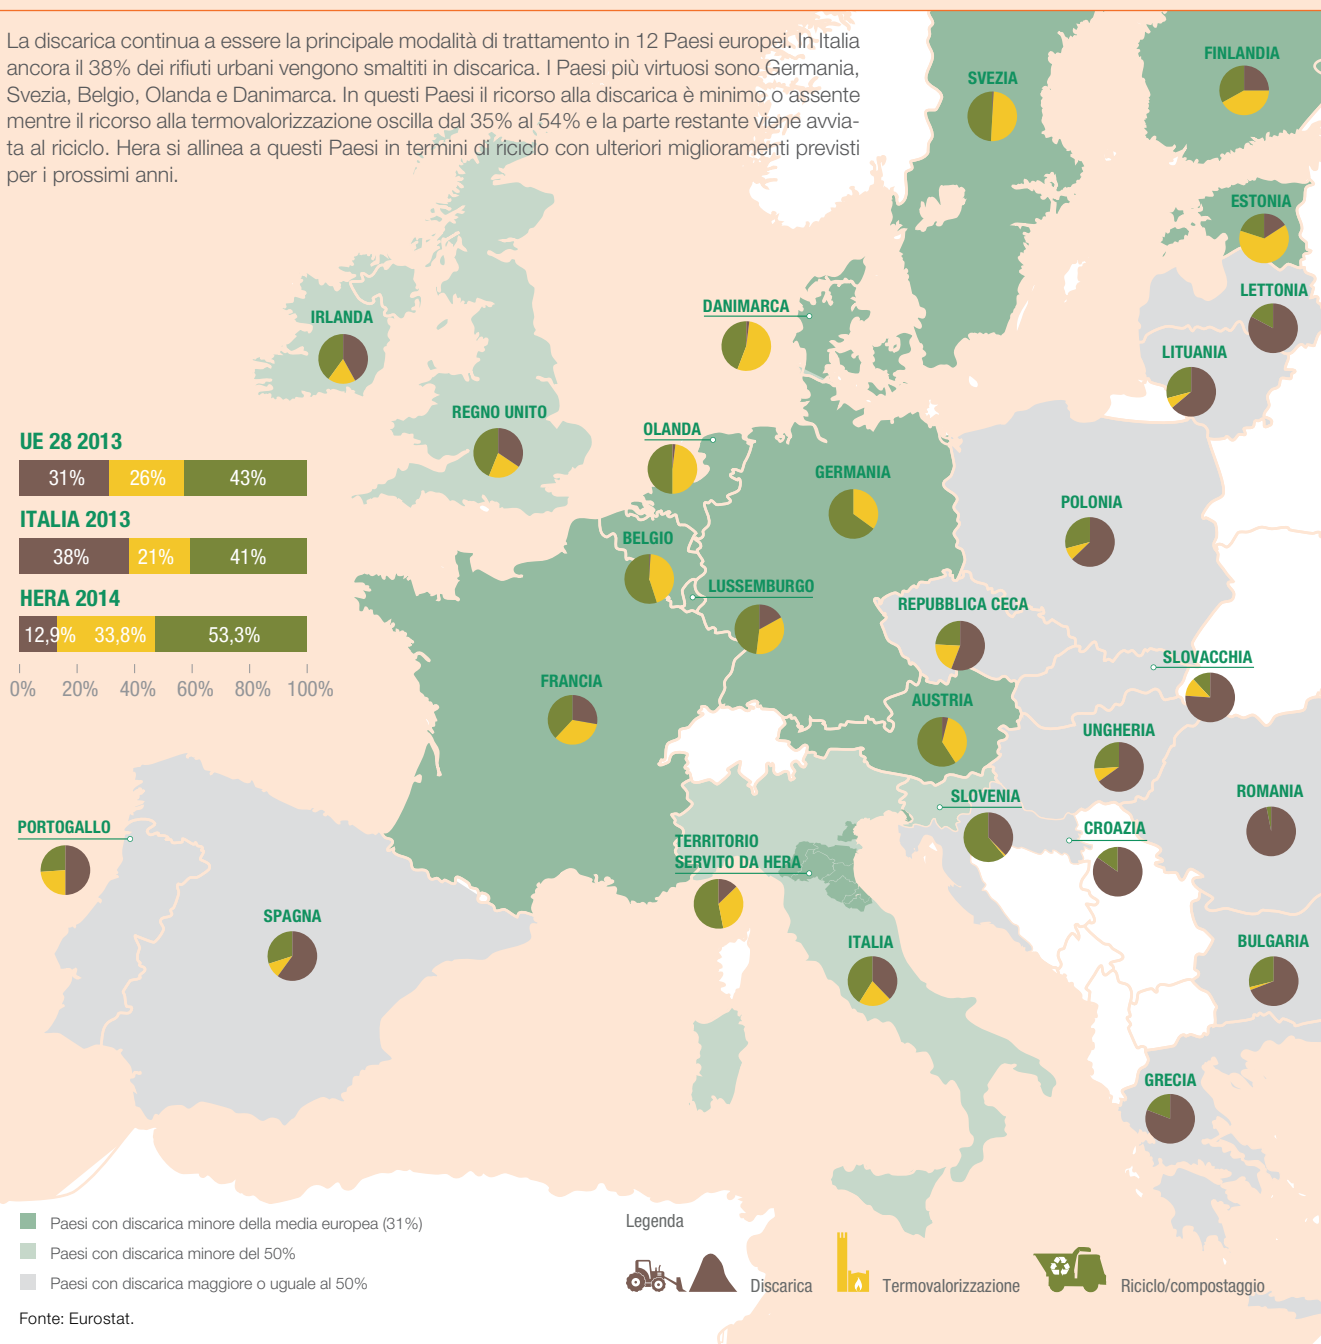 La discarica continua a essere la principale modalità di trattamento in 12 Paesi europei. In Italia
ancora il 38% dei rifiuti urbani vengono smaltiti in discarica. I Paesi più virtuosi sono Germania,
Svezia, Belgio, Olanda e Danimarca. In questi Paesi il ricorso alla discarica è minimo o assente
mentre il ricorso alla termovalorizzazione oscilla dal 35% al 54% e la parte restante viene avvia-
ta al riciclo. Hera si allinea a questi Paesi in termini di riciclo con ulteriori miglioramenti previsti
per i prossimi anni.
FINLANDIA
SVEZIA
ESTONIA
LETTONIA
DANIMARCA
IRLANDA
LITUANIA
REGNO UNITO
OLANDA
UE 28 2013
31% 26% 43%
ITALIA 2013
38% 21% 41%
HERA 2014
12,9% 33,8% 53,3%
0% 20% 40% 60% 80% 100%
GERMANIA
POLONIA
BELGIO
LUSSEMBURGO
REPUBBLICA CECA
SLOVACCHIA
FRANCIA
AUSTRIA
UNGHERIA
ROMANIA
SLOVENIA
PORTOGALLO
CROAZIA
TERRITORIO
SERVITO DA HERA
SPAGNA
ITALIA
BULGARIA
GRECIA
Paesi con discarica minore della media europea (31%)
Paesi con discarica minore del 50%
Paesi con discarica maggiore o uguale al 50%
Fonte: Eurostat.
Legenda
Discarica
Termovalorizzazione
Riciclo/compostaggio